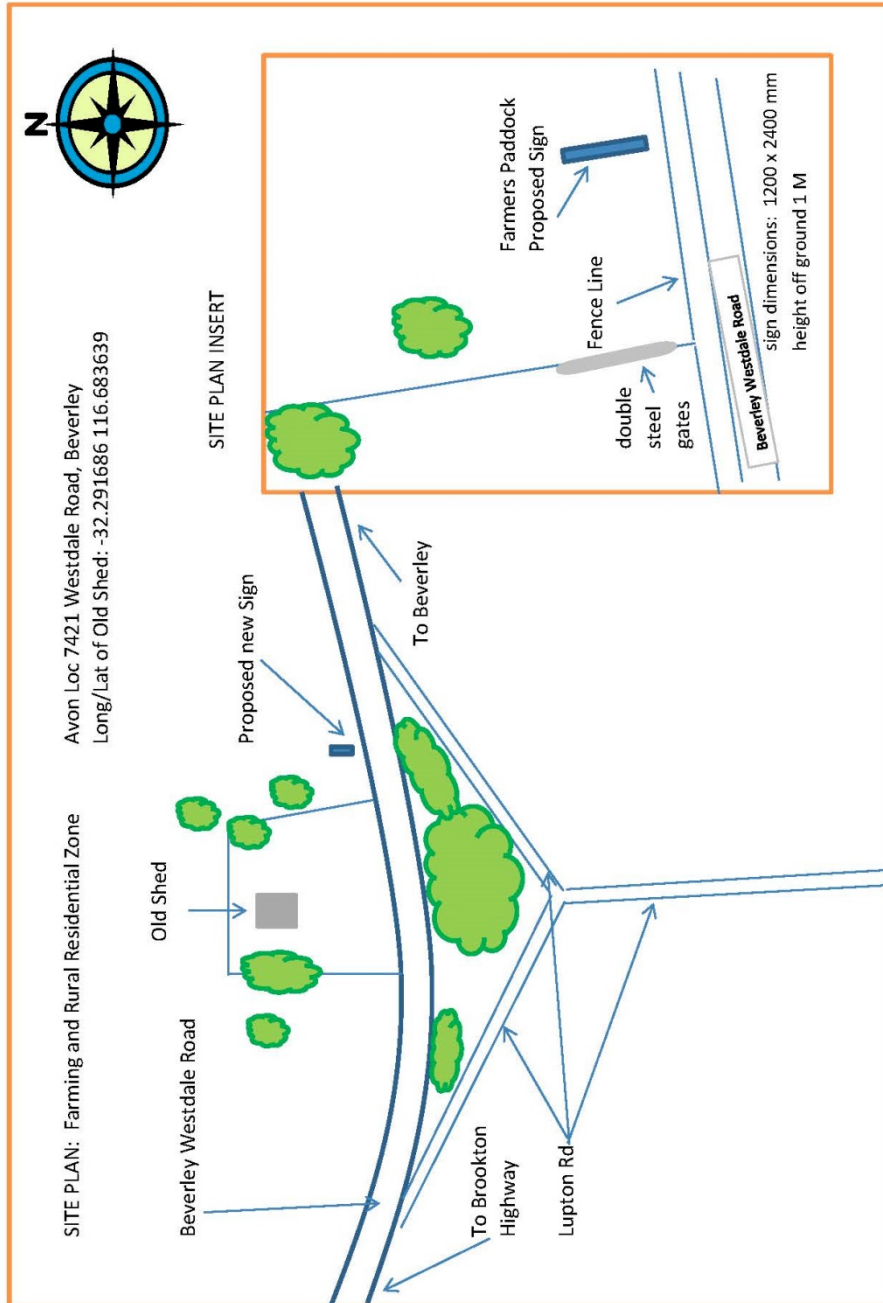 SITE PLAN: Farming and Rural Residential Zone
Avon Loc 7421 Westdale Road, Beverley
Long/Lat of Old Shed: -32.291686 116.683639
N
Beverley Westdale Road
Old Shed
Proposed new Sign
SITE PLAN INSERT
To Brookton
Highway
Lupton Rd
To Beverley
Farmers Paddock
Proposed Sign
Fence Line
double
steel
gates
Beverley Westdale Road
sign dimensions: 1200 x 2400 mm
height off ground 1 M